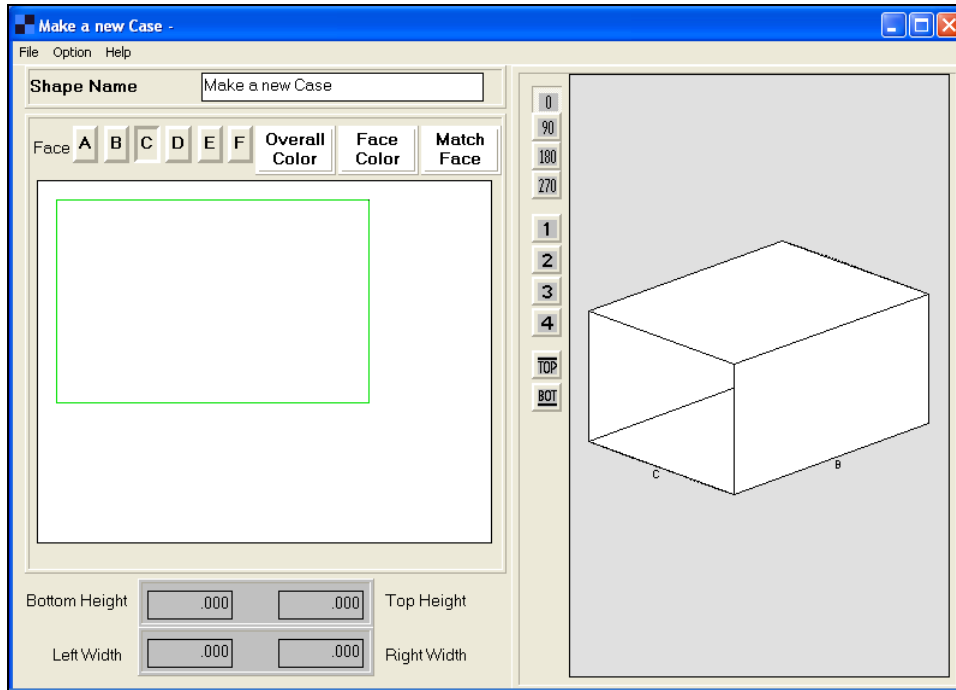 Make a new Case -
File Option Help
Shape Name Make a new Case
Face A B C D E F Overall Color Face Color Match Face
0
90
180
270
1
2
3
4
TOP
BOT
C
B
Bottom Height .000 .000 Top Height
Left Width .000 .000 Right Width